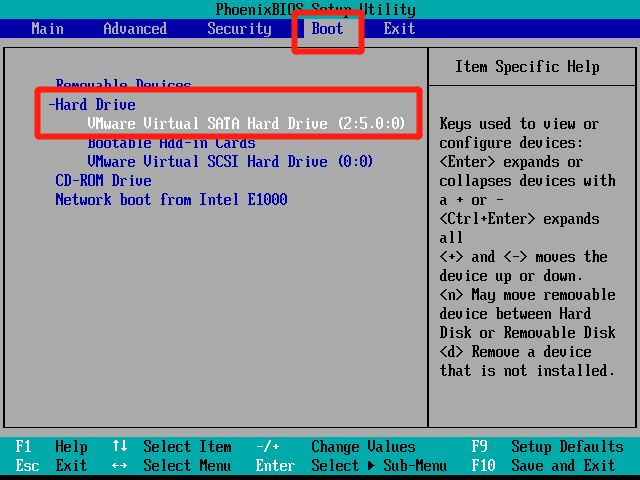 PhoenixBIOS Setup Utility
Main Advanced Security Boot Exit
Item Specific Help
Removable Devices
-Hard Drive
VMware Virtual SATA Hard Drive (2:5.0:0)
Bootable Add-in Cards
VMware Virtual SCSI Hard Drive (0:0)
CD-ROM Drive
Network boot from Intel E1000
Keys used to view or
configure devices:
<Enter> expands or
collapses devices with
a + or -
<Ctrl+Enter> expands
all
<+> and <-> moves the
device up or down.
<n> May move removable
device between Hard
Disk or Removable Disk
<d> Remove a device
that is not installed.
F1 Help ↑↓ Select Item -/+ Change Values F9 Setup Defaults
Esc Exit ↔ Select Menu Enter Select ▶ Sub-Menu F10 Save and Exit